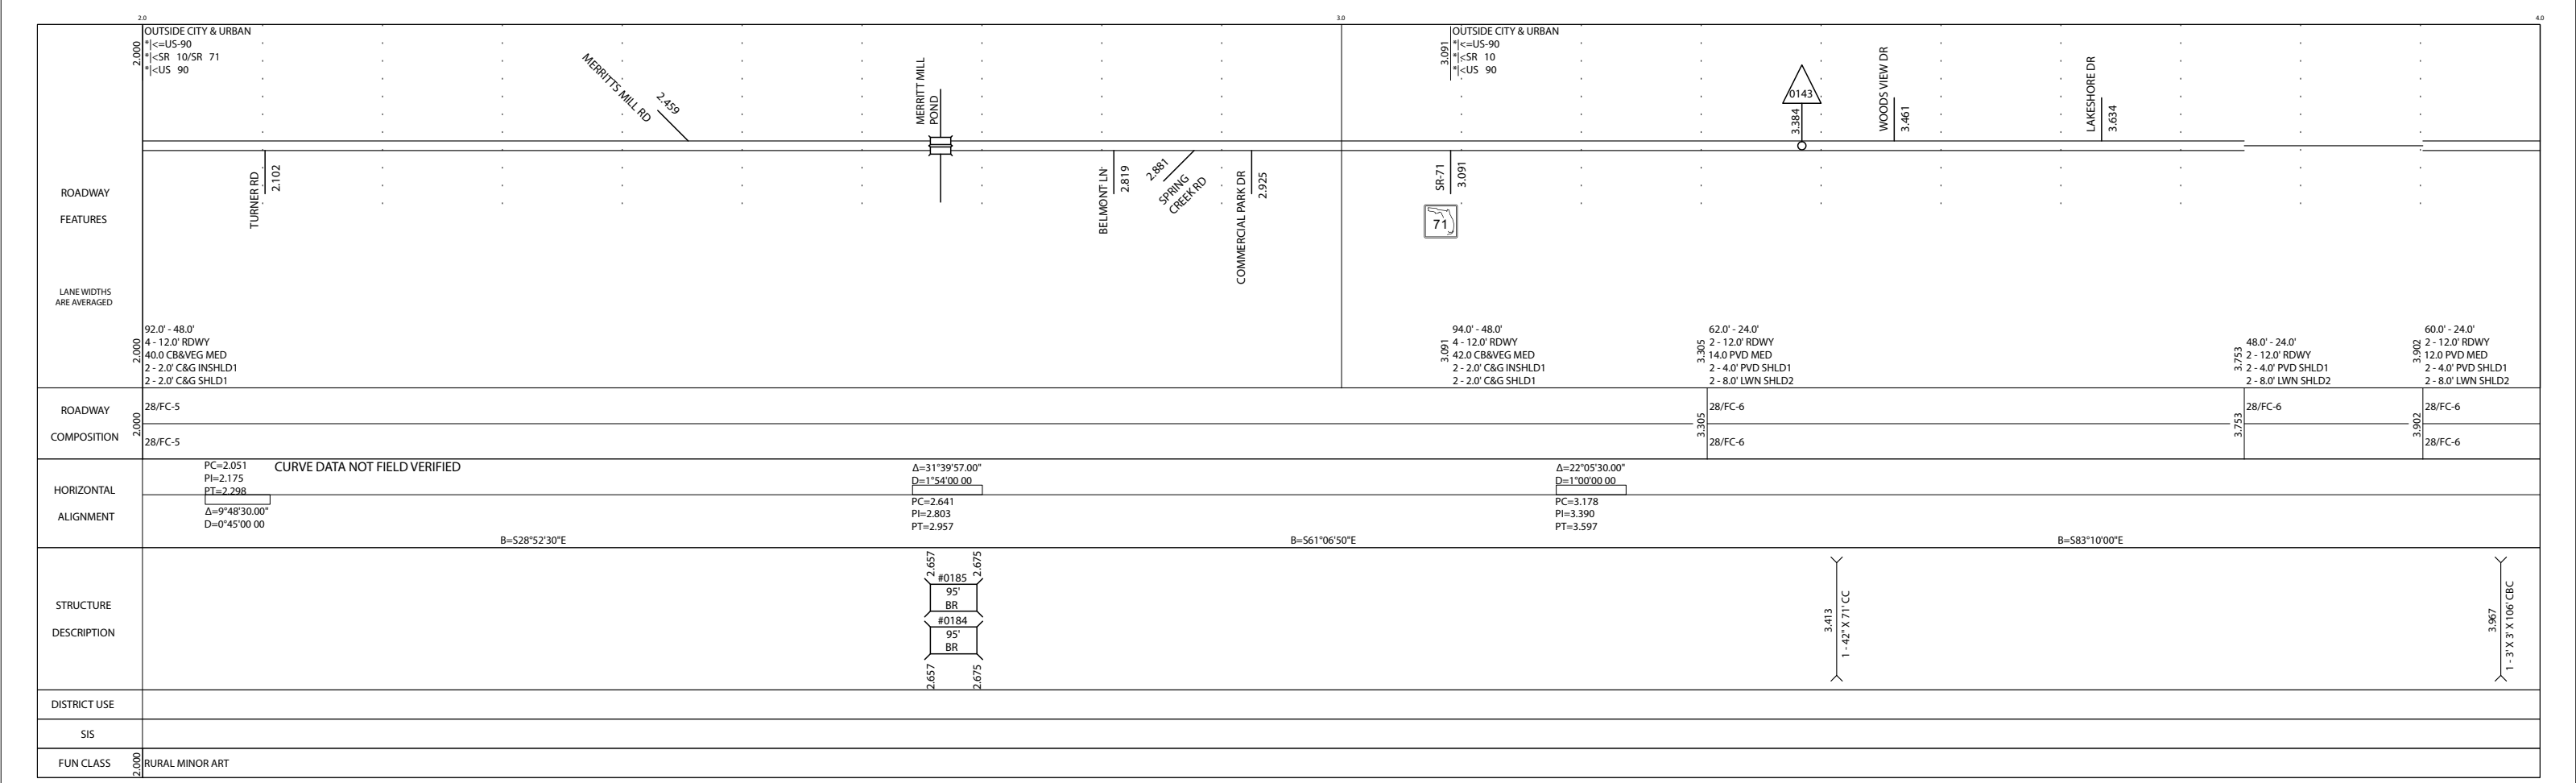 2.0
3.0
4.0
2.000
OUTSIDE CITY & URBAN
*|<=US-90
*|<SR 10/SR 71
*|<US 90
MERRITTS MILL RD
2.459
MERRITT MILL
POND
3.091
OUTSIDE CITY & URBAN
*|<=US-90
*|<SR 10
*|<US 90
0143
3.384
WOODS VIEW DR
3.461
LAKESHORE DR
3.634
ROADWAY
FEATURES
TURNER RD
2.102
BELMONT LN
2.819
2.881
SPRING
CREEK RD
COMMERCIAL PARK DR
2.925
SR-71
3.091
71
LANE WIDTHS
ARE AVERAGED
2.000
92.0' - 48.0'
4 - 12.0' RDWY
40.0 CB&VEG MED
2 - 2.0' C&G INSHLD1
2 - 2.0' C&G SHLD1
3.091
94.0' - 48.0'
4 - 12.0' RDWY
42.0 CB&VEG MED
2 - 2.0' C&G INSHLD1
2 - 2.0' C&G SHLD1
3.305
62.0' - 24.0'
2 - 12.0' RDWY
14.0 PVD MED
2 - 4.0' PVD SHLD1
2 - 8.0' LWN SHLD2
3.753
48.0' - 24.0'
2 - 12.0' RDWY
2 - 4.0' PVD SHLD1
2 - 8.0' LWN SHLD2
3.902
60.0' - 24.0'
2 - 12.0' RDWY
12.0 PVD MED
2 - 4.0' PVD SHLD1
2 - 8.0' LWN SHLD2
ROADWAY
COMPOSITION
2.000
28/FC-5
28/FC-5
3.305
28/FC-6
28/FC-6
3.753
28/FC-6
3.902
28/FC-6
28/FC-6
HORIZONTAL
ALIGNMENT
PC=2.051
PI=2.175
PT=2.298
CURVE DATA NOT FIELD VERIFIED
Δ=9°48'30.00"
D=0°45'00 00
Δ=31°39'57.00"
D=1°54'00 00
PC=2.641
PI=2.803
PT=2.957
Δ=22°05'30.00"
D=1°00'00 00
PC=3.178
PI=3.390
PT=3.597
B=S28°52'30"E
B=S61°06'50"E
B=S83°10'00"E
STRUCTURE
DESCRIPTION
2.657
2.675
#0185
95'
BR
#0184
95'
BR
2.657
2.675
3.413
1 - 42" X 71' CC
3.967
1 - 3' X 3' X 106' CBC
DISTRICT USE
SIS
FUN CLASS
2.000
RURAL MINOR ART